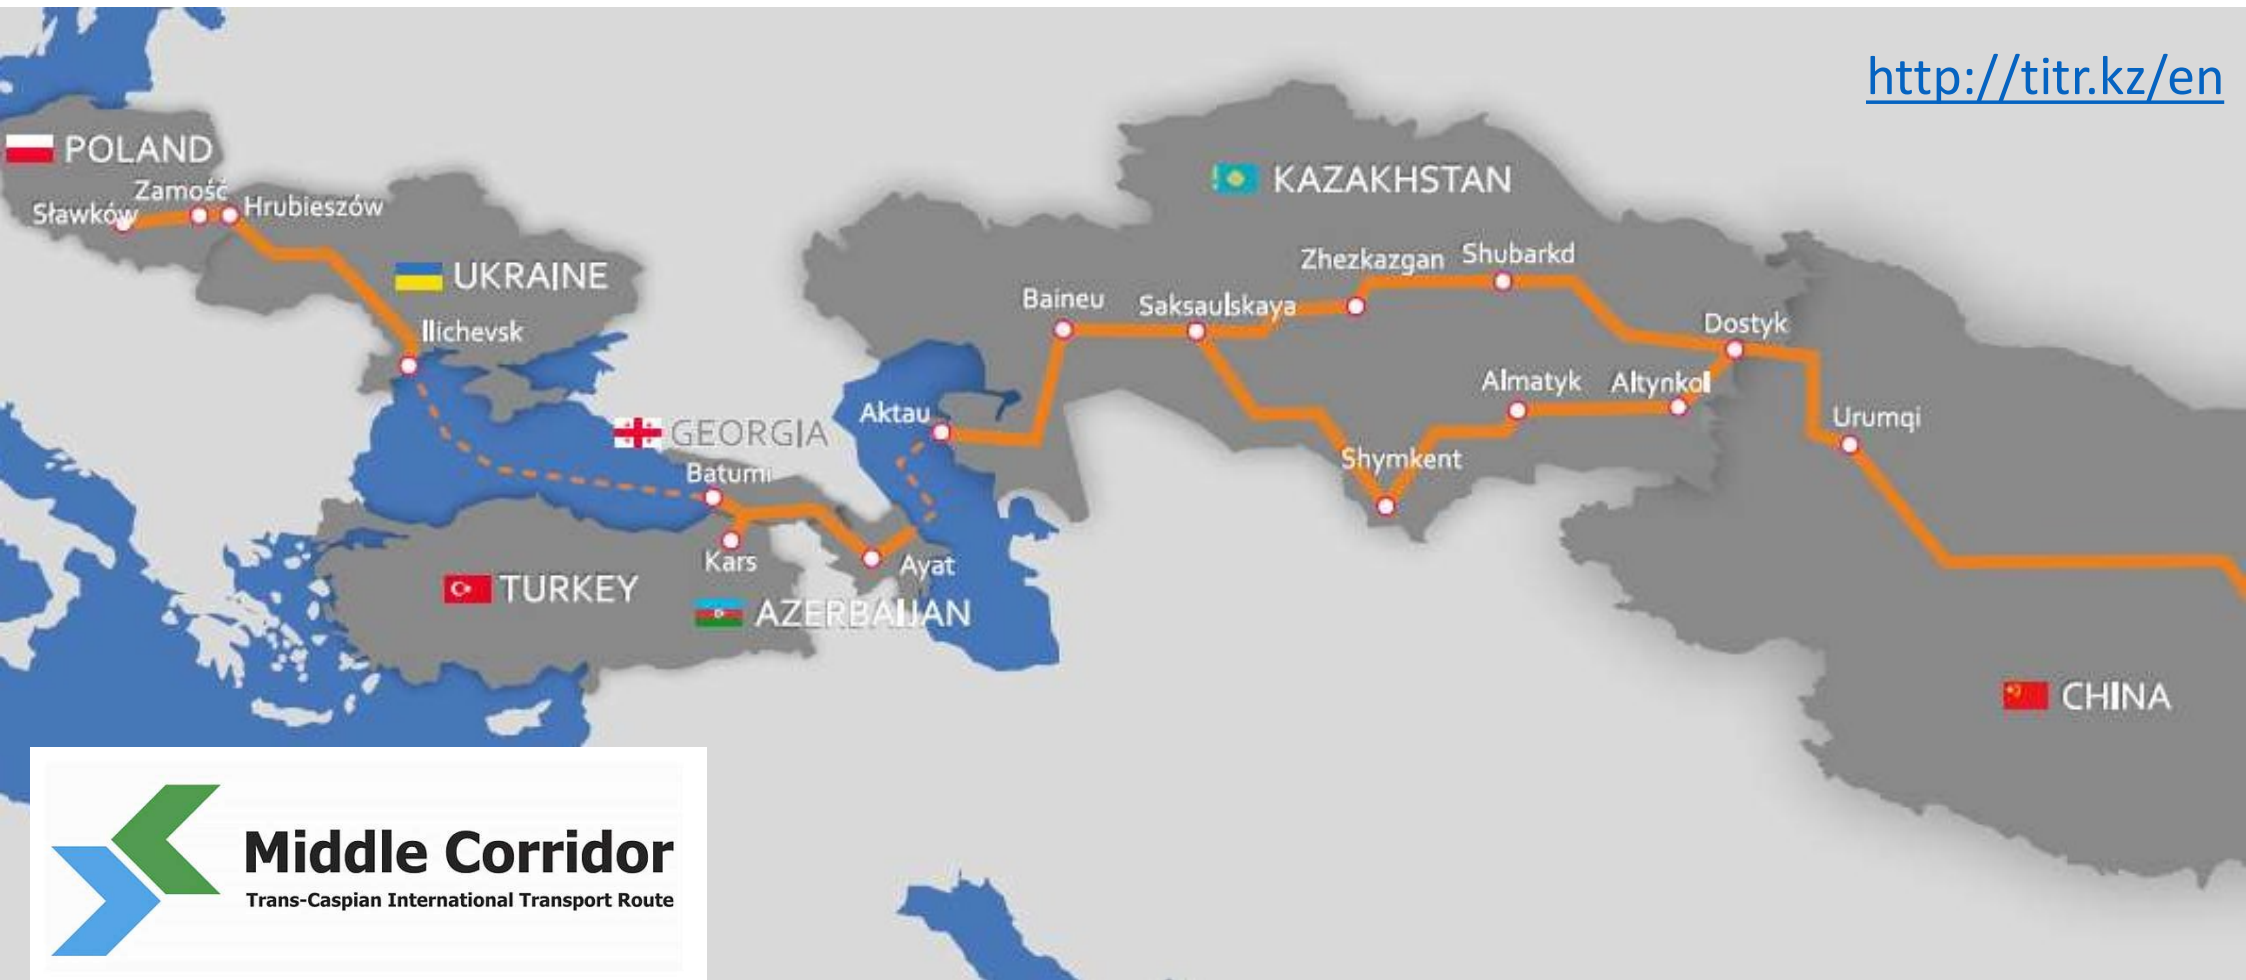 http://titr.kz/en
POLAND
Zamość
Sławków
Hrubieszów
UKRAINE
Ilichevsk
KAZAKHSTAN
Zhezkazgan
Shubarkd
Baineu
Saksaulskaya
Dostyk
Almatyk
Altynkol
Aktau
Urumqi
GEORGIA
Batumi
Shymkent
Kars
Ayat
TURKEY
AZERBAIJAN
CHINA
Middle Corridor
Trans-Caspian International Transport Route